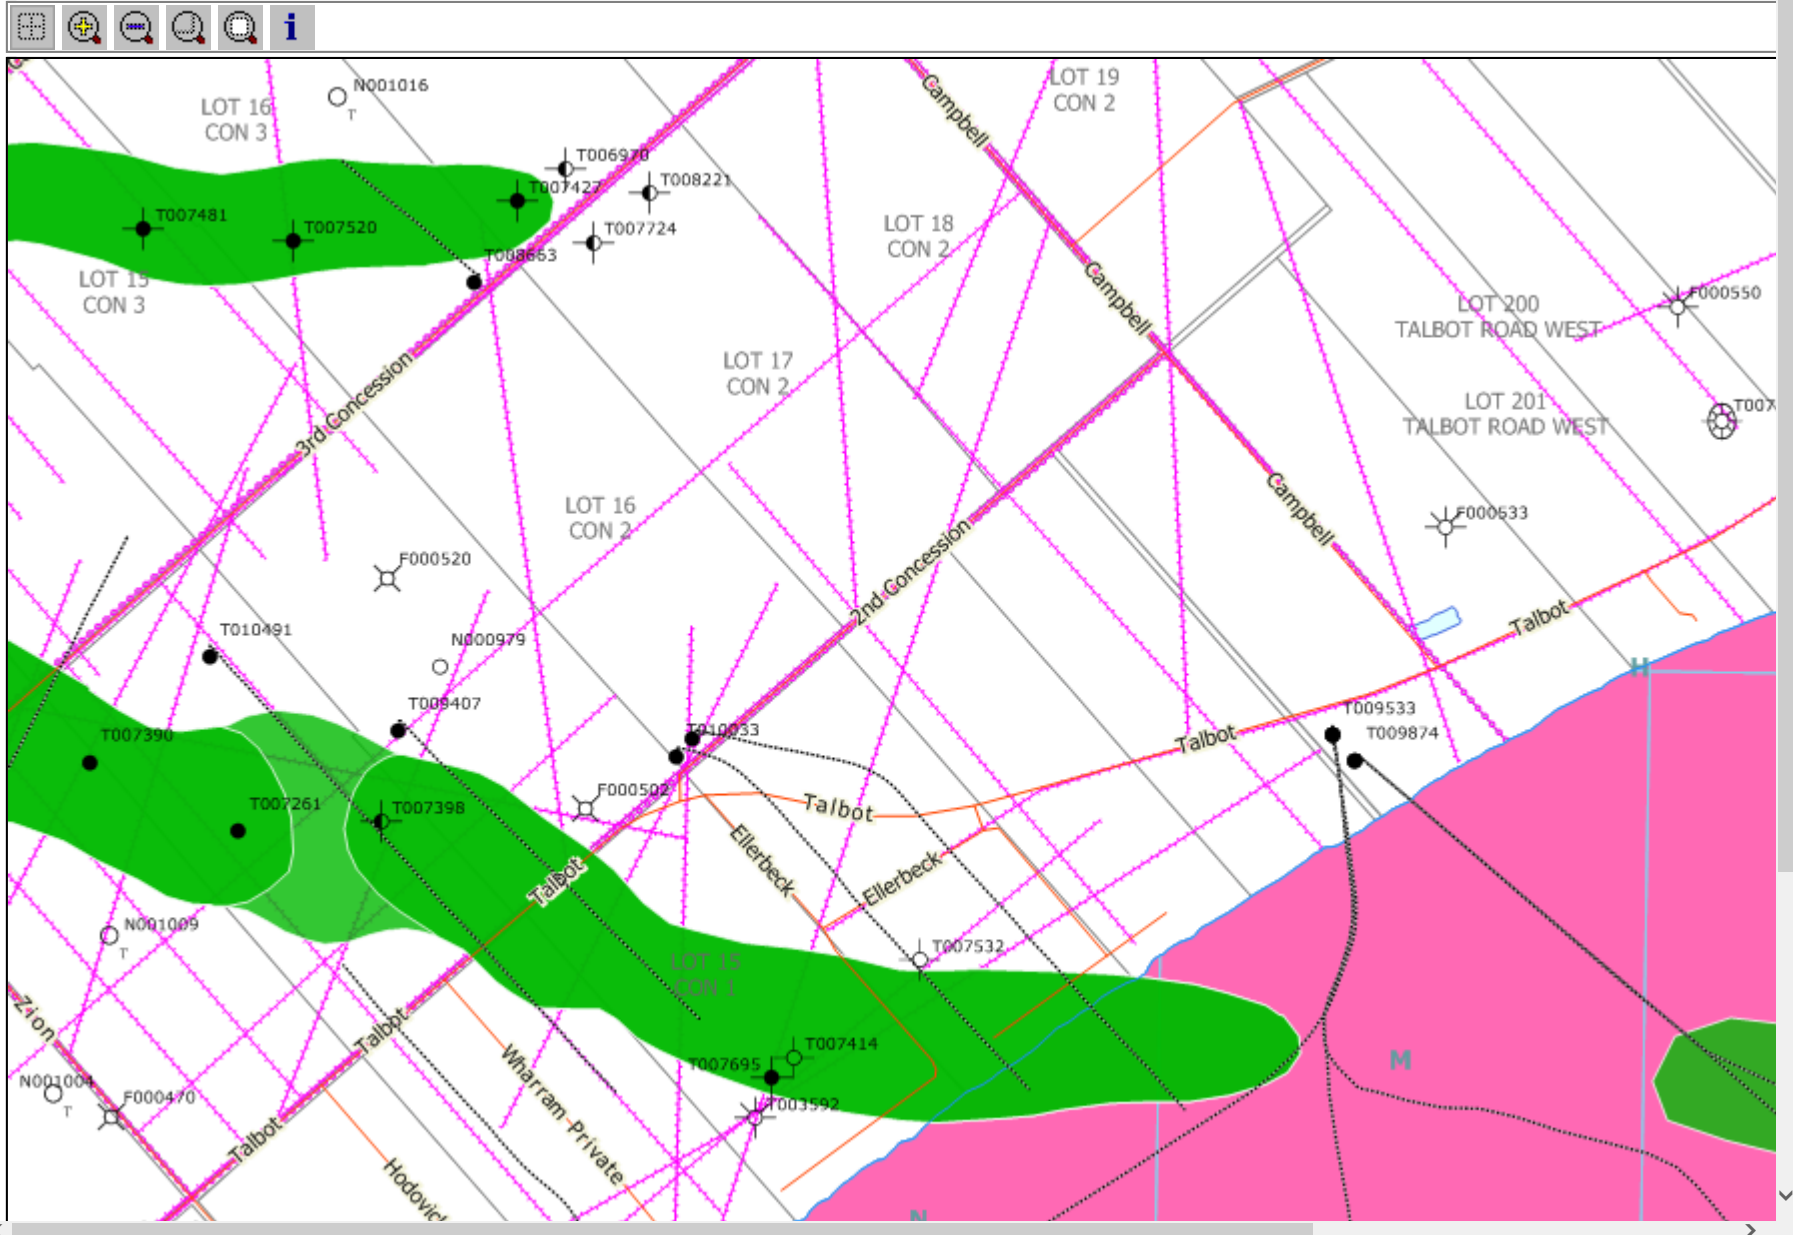 i
LOT 16
CON 3
N001016
T
Campbell
LOT 19
CON 2
T006970
T007427
T008221
T007481
T007520
T007724
LOT 18
CON 2
T008663
LOT 15
CON 3
Campbell
F000550
LOT 200
TALBOT ROAD WEST
LOT 17
CON 2
3rd Concession
LOT 201
TALBOT ROAD WEST
T007
LOT 16
CON 2
Campbell
F000533
2nd Concession
F000520
T010491
N000979
Talbot
H
T009407
T009533
T010033
T009874
T007390
Talbot
F000502
T007261
T007398
Talbot
Ellerbeck
Ellerbeck
Talbot
N001009
T
T007532
LOT 15
CON 1
Zion
Talbot
T007414
T007695
M
N001004
T
F000470
T003592
Wharram Private
Talbot
Hodovic
N